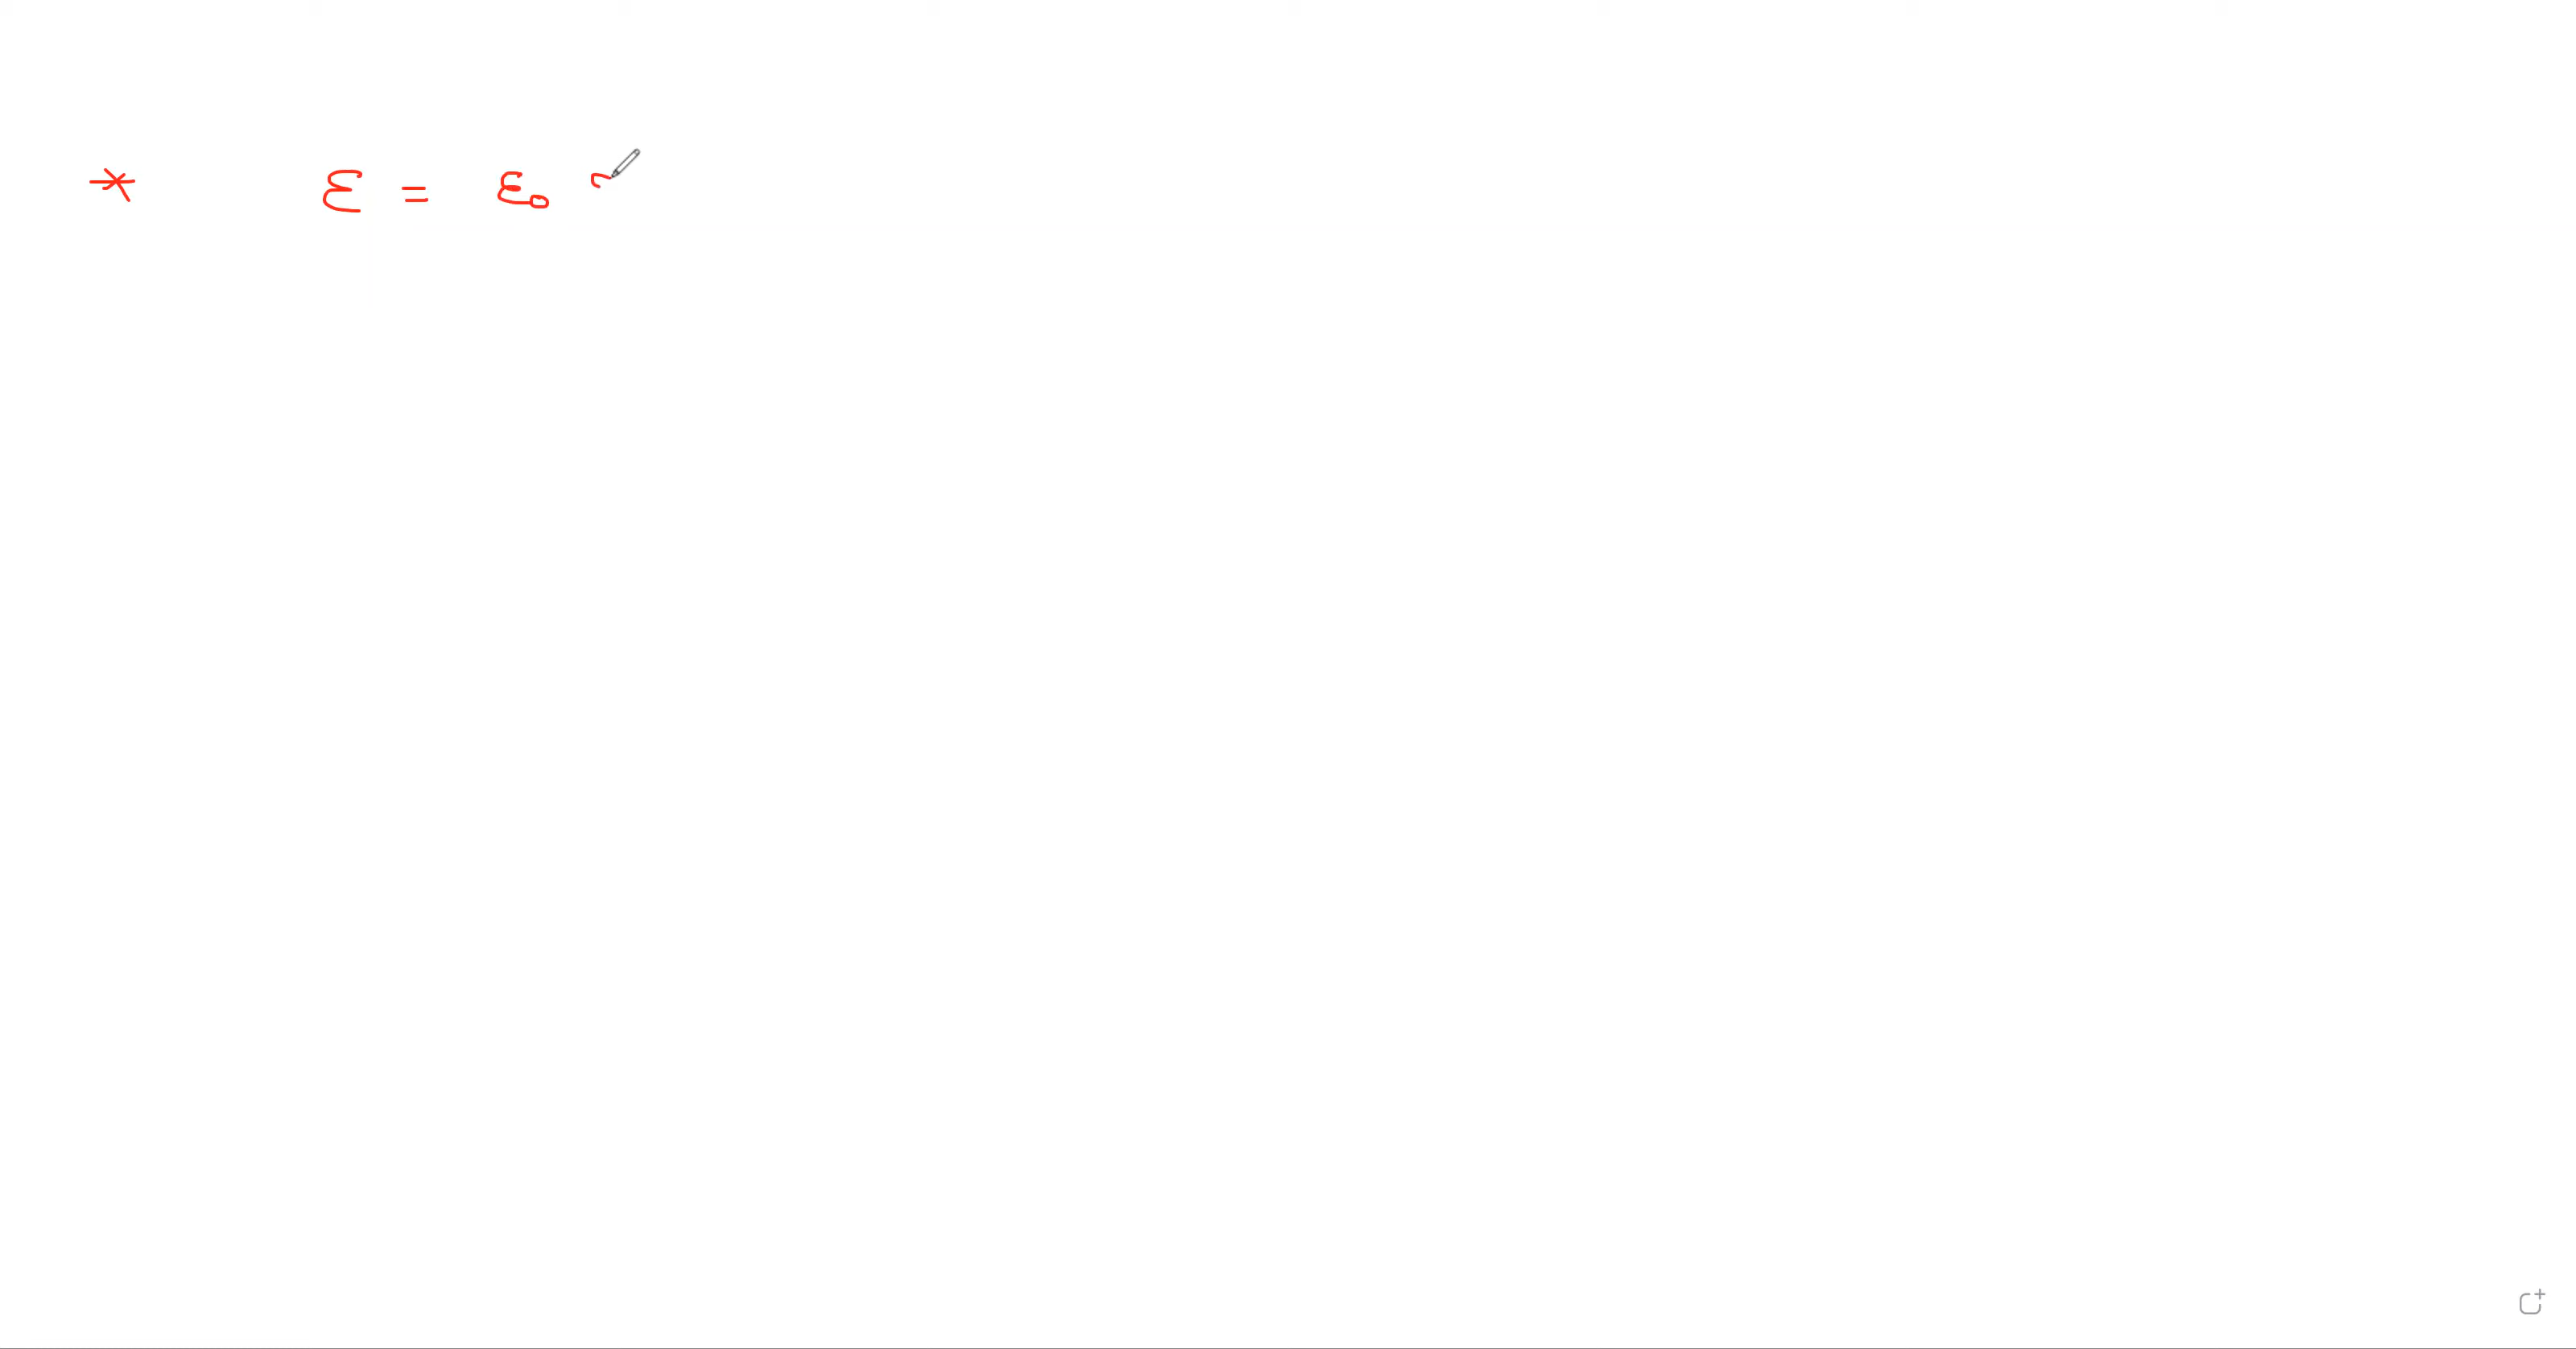 * ε = ε₀